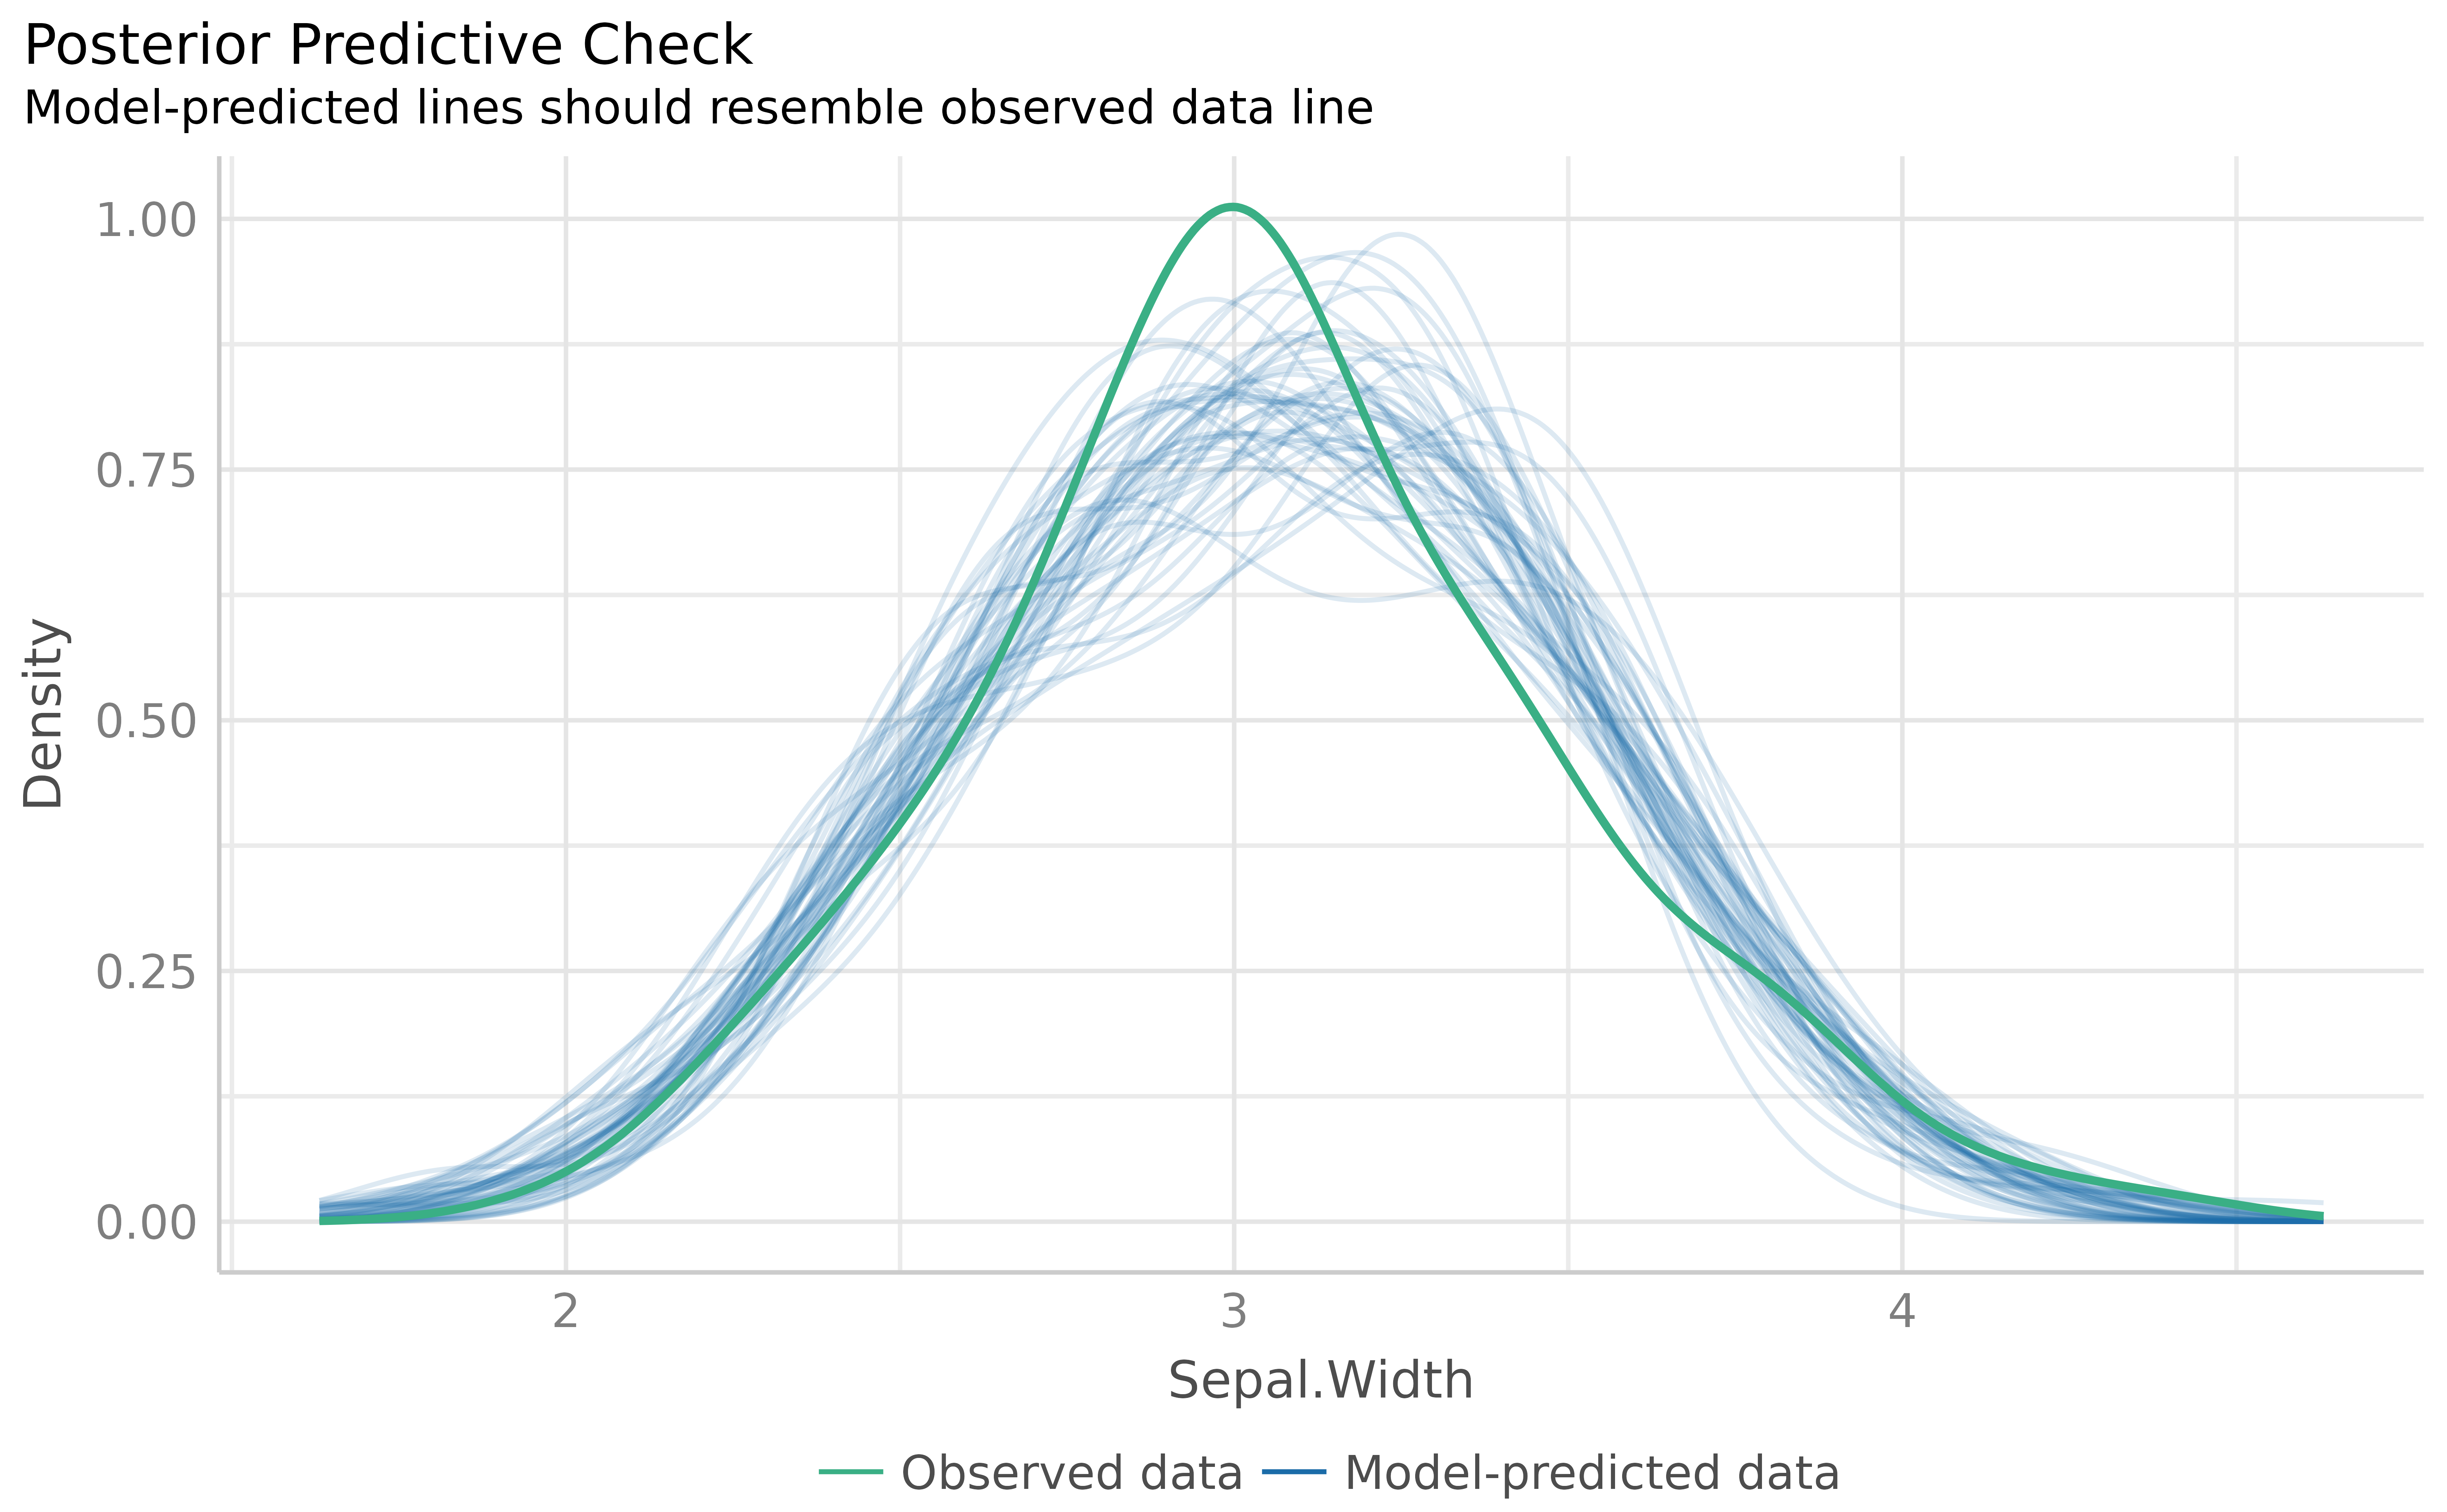 Posterior Predictive Check
Model-predicted lines should resemble observed data line
Density
1.00
0.75
0.50
0.25
0.00
2 3 4
Sepal.Width
Observed data Model-predicted data